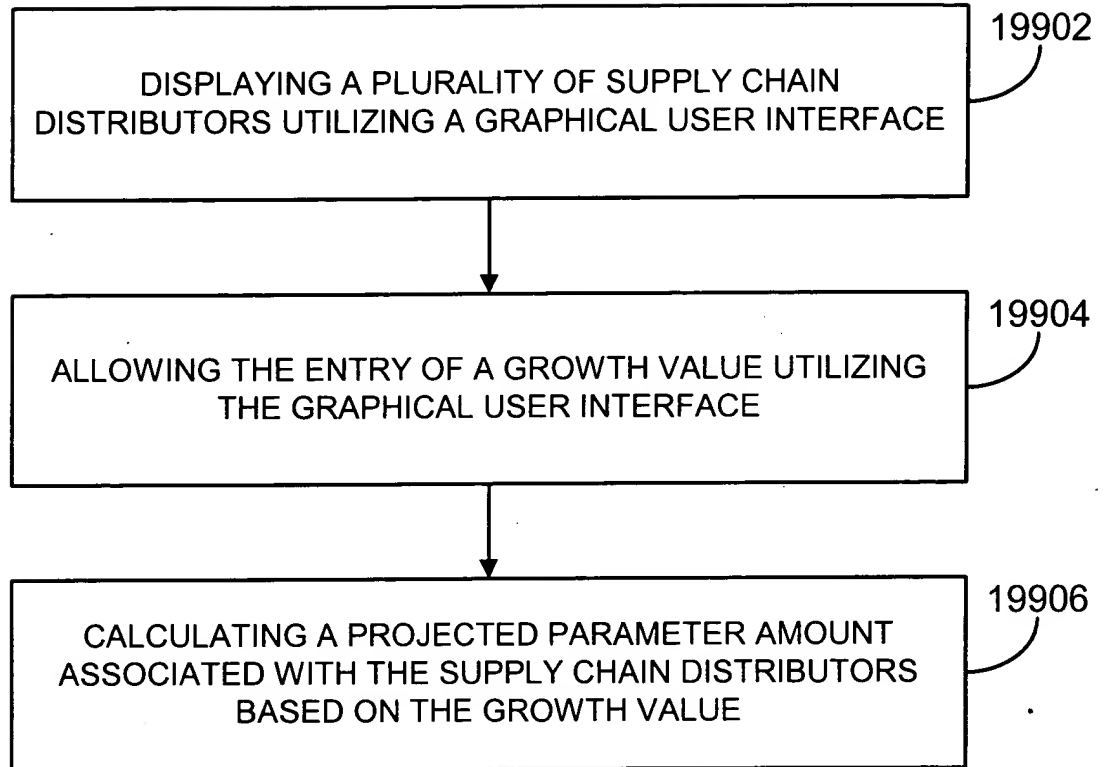 19902
DISPLAYING A PLURALITY OF SUPPLY CHAIN
DISTRIBUTORS UTILIZING A GRAPHICAL USER INTERFACE
19904
ALLOWING THE ENTRY OF A GROWTH VALUE UTILIZING
THE GRAPHICAL USER INTERFACE
19906
CALCULATING A PROJECTED PARAMETER AMOUNT
ASSOCIATED WITH THE SUPPLY CHAIN DISTRIBUTORS
BASED ON THE GROWTH VALUE